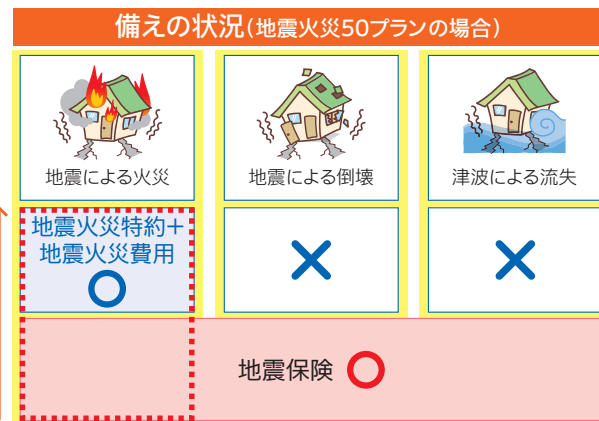 備えの状況(地震火災50プランの場合)
地震による火災
地震による倒壊
津波による流失
地震火災特約+
地震火災費用
○
×
×
地震保険 ○